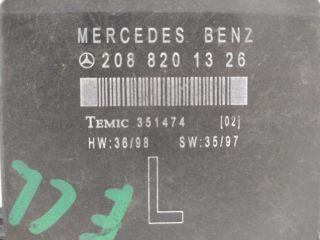 MERCEDES BENZ
208 820 13 26
TEMIC 351474 [02]
HW:36/98 SW:35/97
L